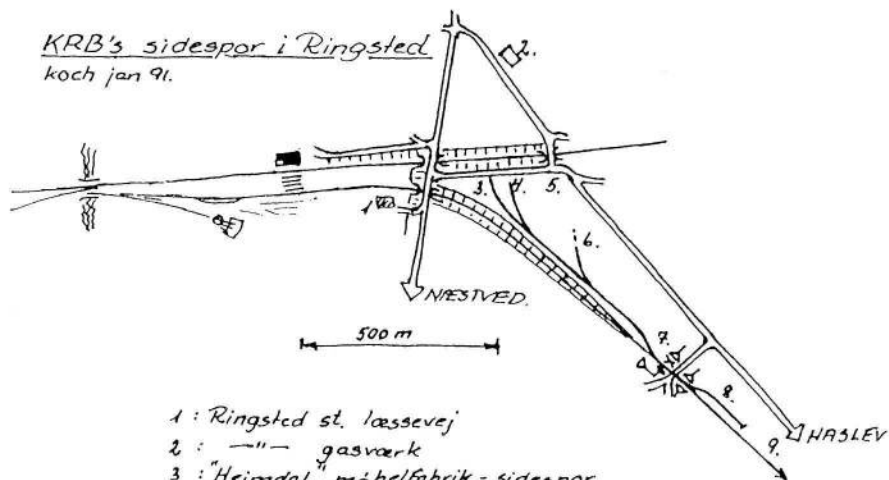 KRB's sidespor i Ringsted
koch jan 91.
2.
3.
4.
5.
1
6.
NÆSTVED.
500 m
7.
8.
9.
HASLEV
1 : Ringsted st. læssevej
2 : —"— gasværk
3 : "Heimdal" møbelfabrik - sidespor